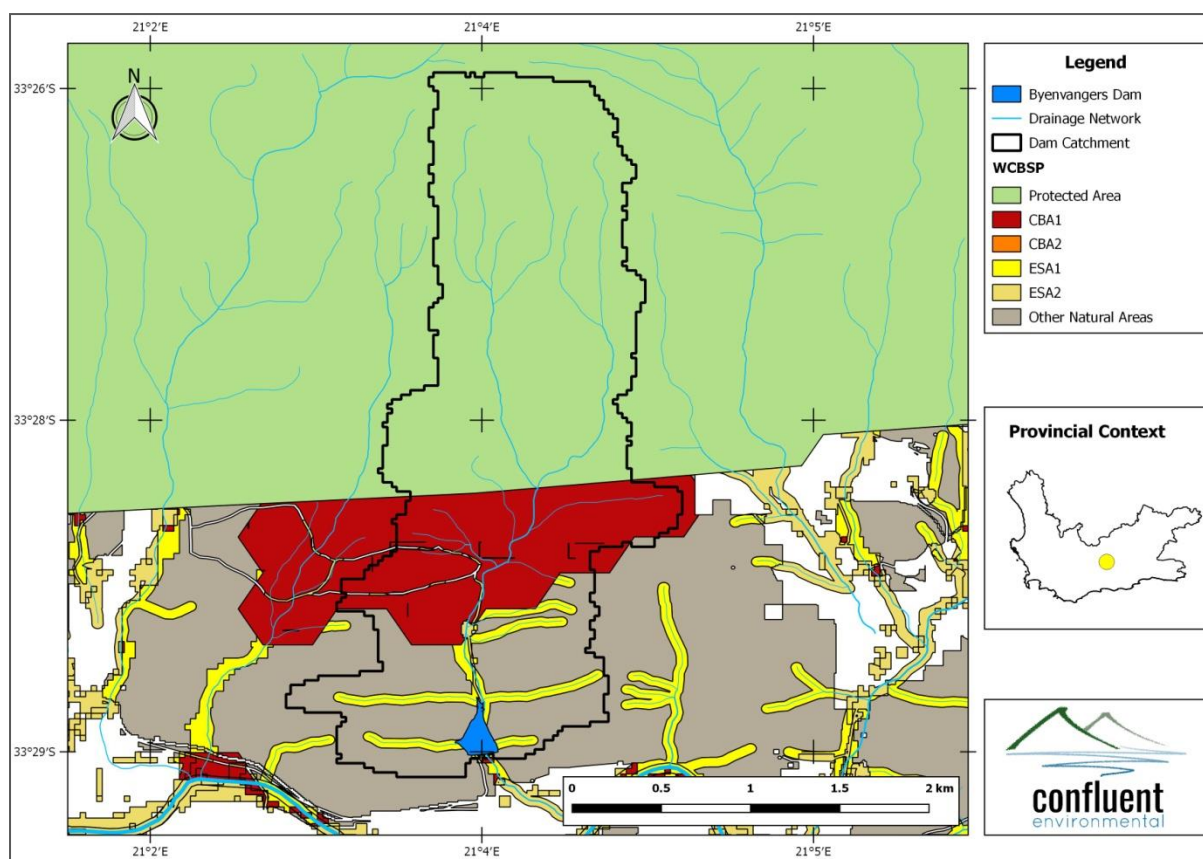 21°2'E
21°4'E
21°5'E
33°26'S
33°28'S
33°29'S
N
0
0.5
1
1.5
2 km
21°2'E
21°4'E
21°5'E
Legend
Byenvangers Dam
Drainage Network
Dam Catchment
WCBSP
Protected Area
CBA1
CBA2
ESA1
ESA2
Other Natural Areas
Provincial Context
confluent
environmental